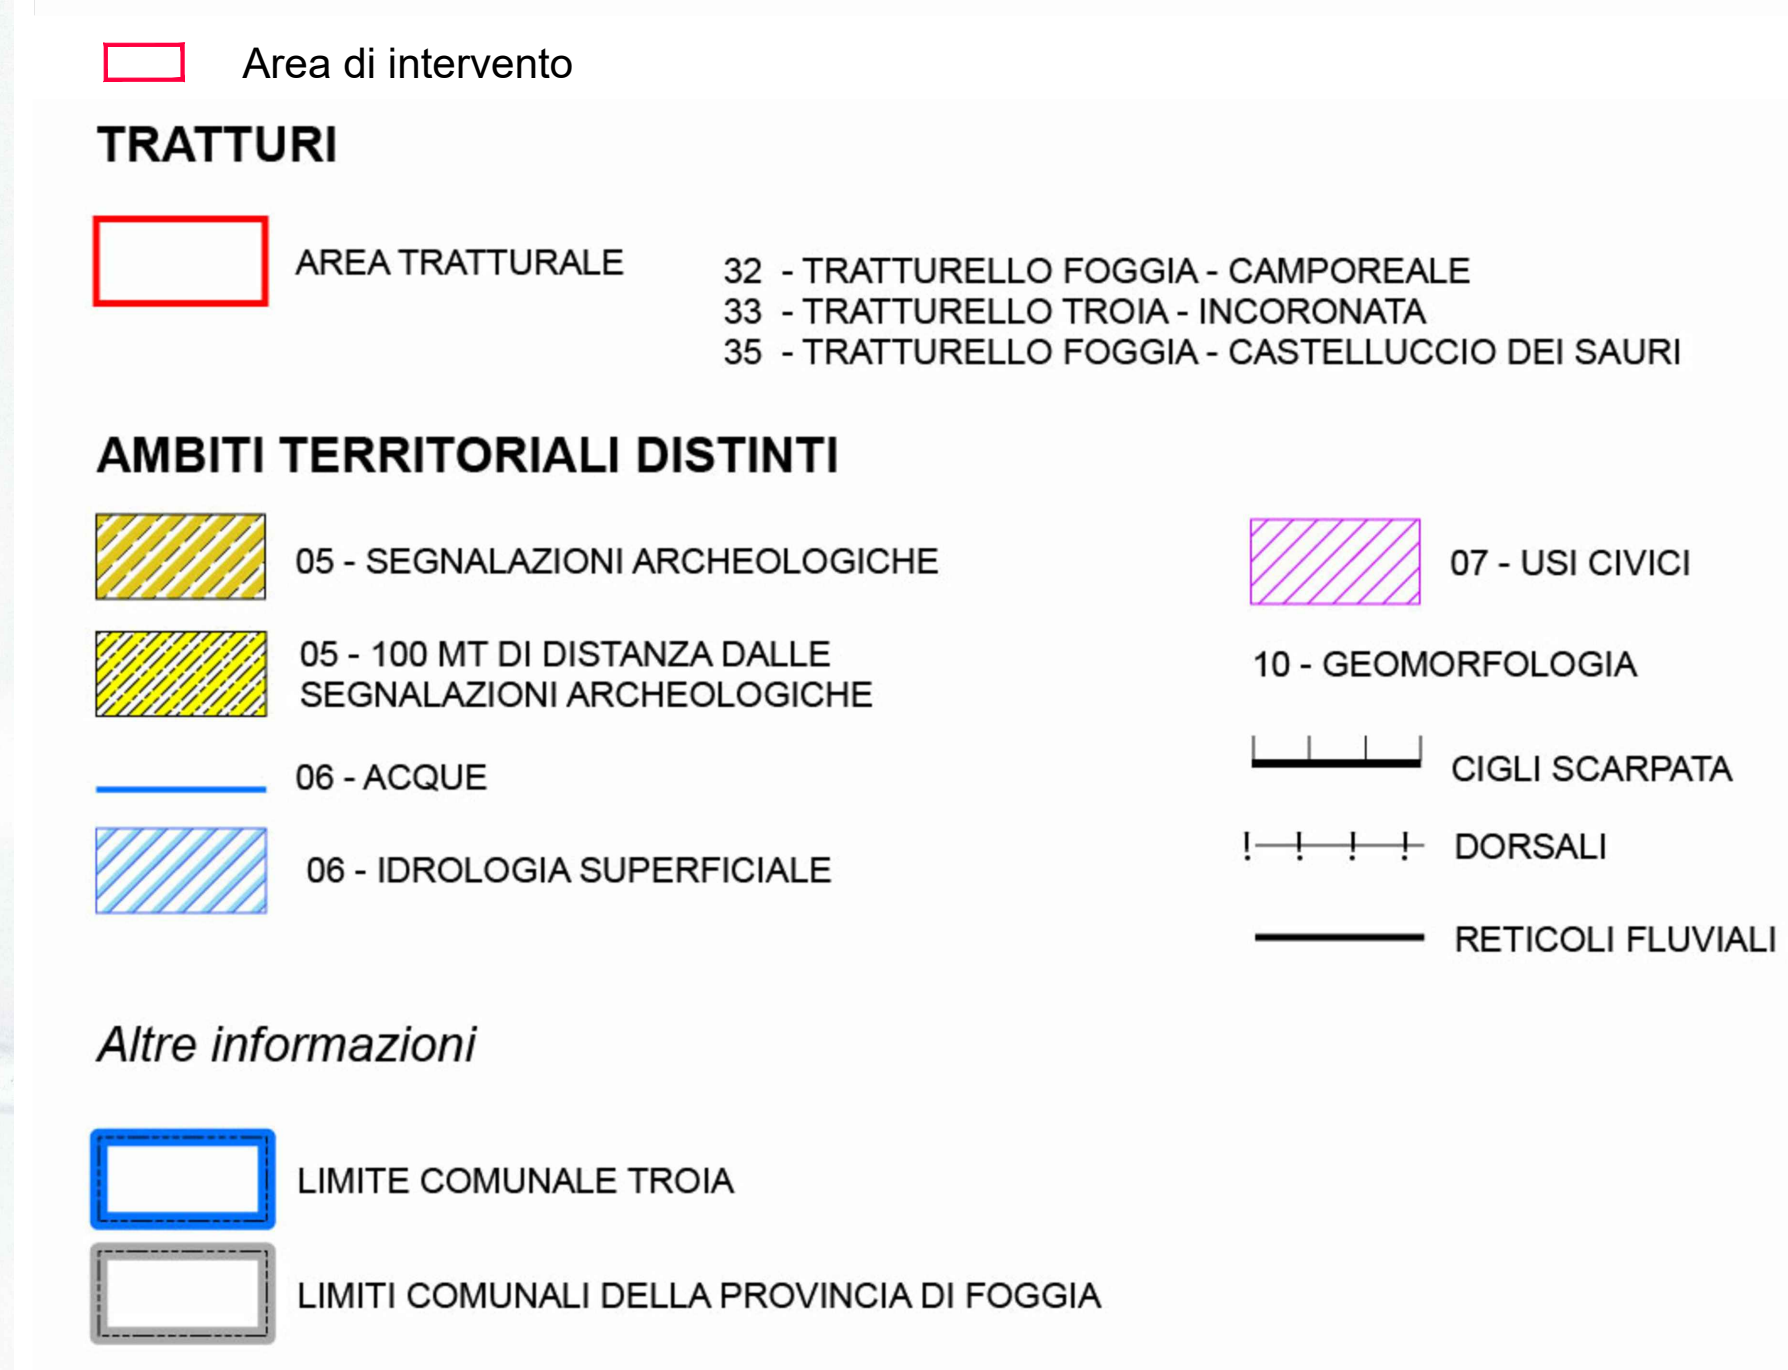 Area di intervento
TRATTURI
AREA TRATTURALE
32 - TRATTURELLO FOGGIA - CAMPOREALE
33 - TRATTURELLO TROIA - INCORONATA
35 - TRATTURELLO FOGGIA - CASTELLUCCIO DEI SAURI
AMBITI TERRITORIALI DISTINTI
05 - SEGNALAZIONI ARCHEOLOGICHE
05 - 100 MT DI DISTANZA DALLE
SEGNALAZIONI ARCHEOLOGICHE
06 - ACQUE
06 - IDROLOGIA SUPERFICIALE
07 - USI CIVICI
10 - GEOMORFOLOGIA
CIGLI SCARPATA
DORSALI
RETICOLI FLUVIALI
Altre informazioni
LIMITE COMUNALE TROIA
LIMITI COMUNALI DELLA PROVINCIA DI FOGGIA